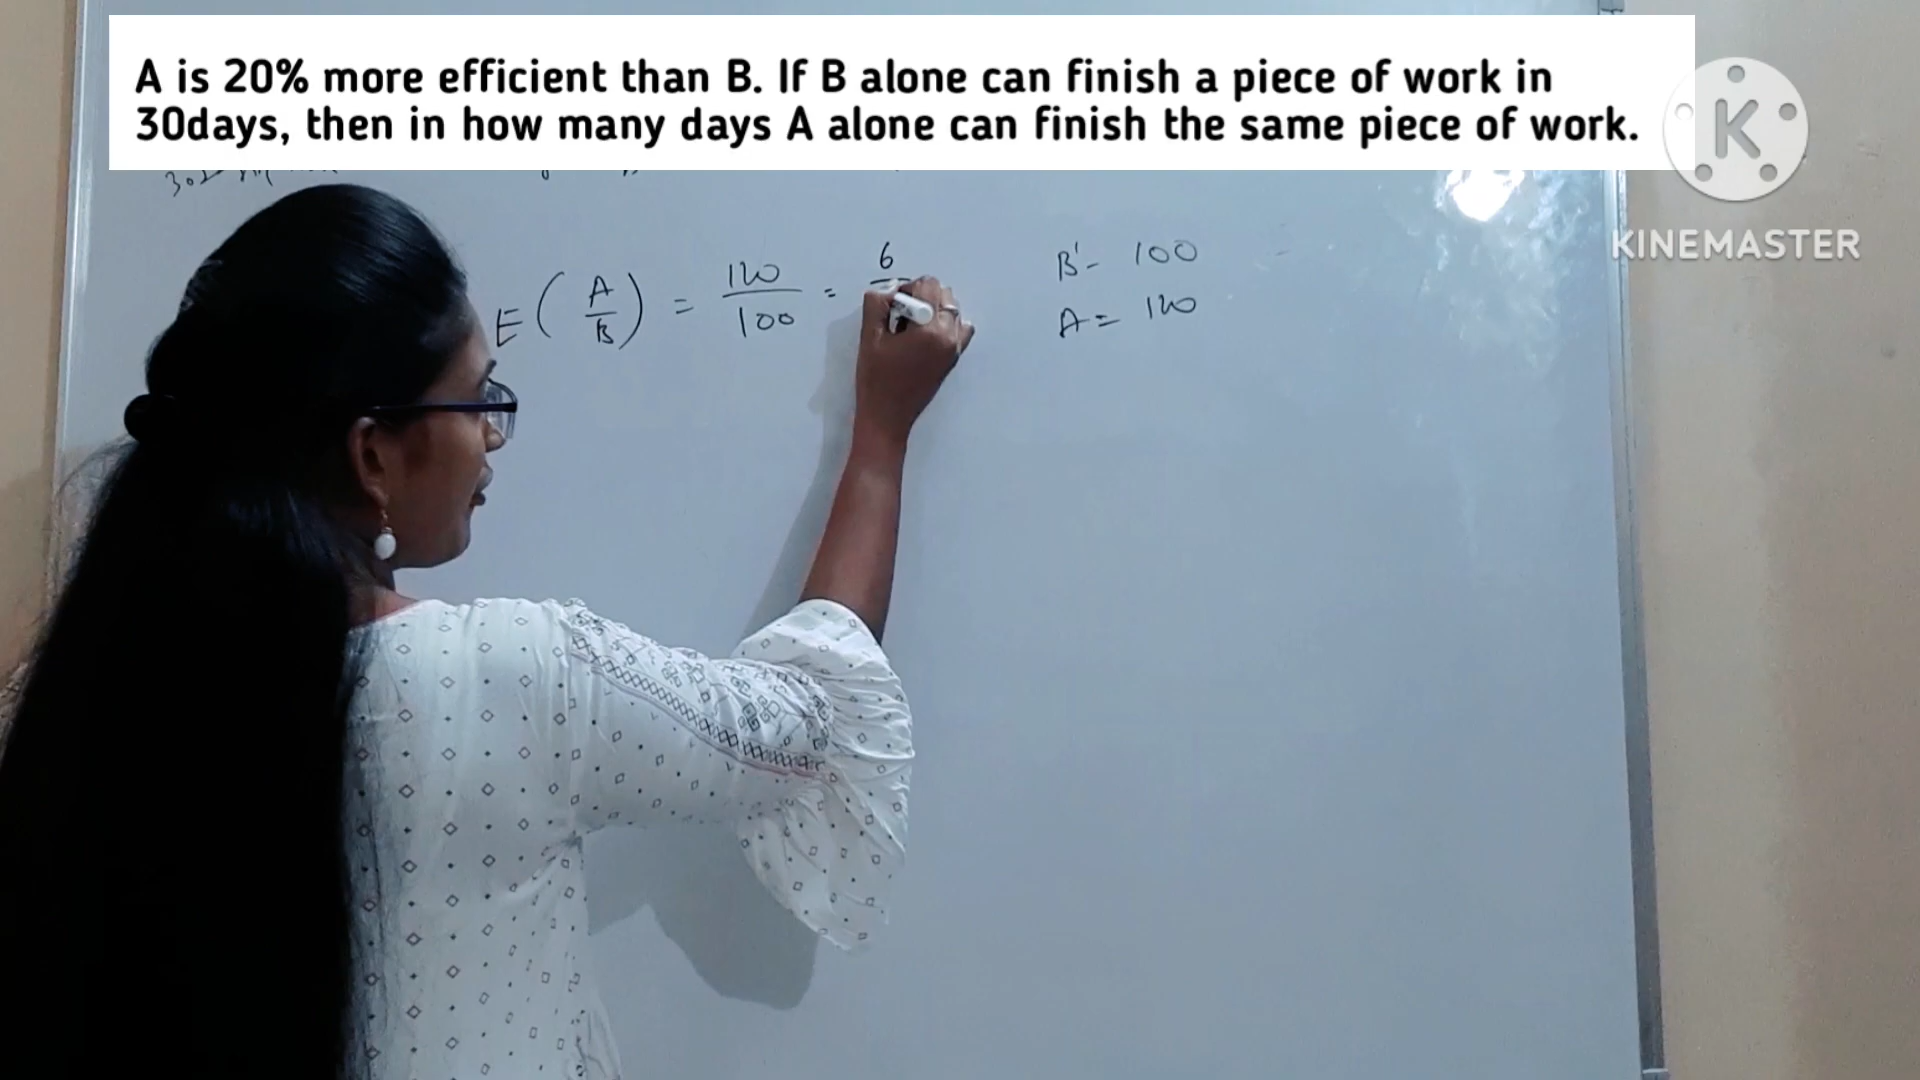 A is 20% more efficient than B. If B alone can finish a piece of work in
30days, then in how many days A alone can finish the same piece of work.
K
KINEMASTER
E ( A / B ) = 120 / 100 = 6
B - 100
A = 120